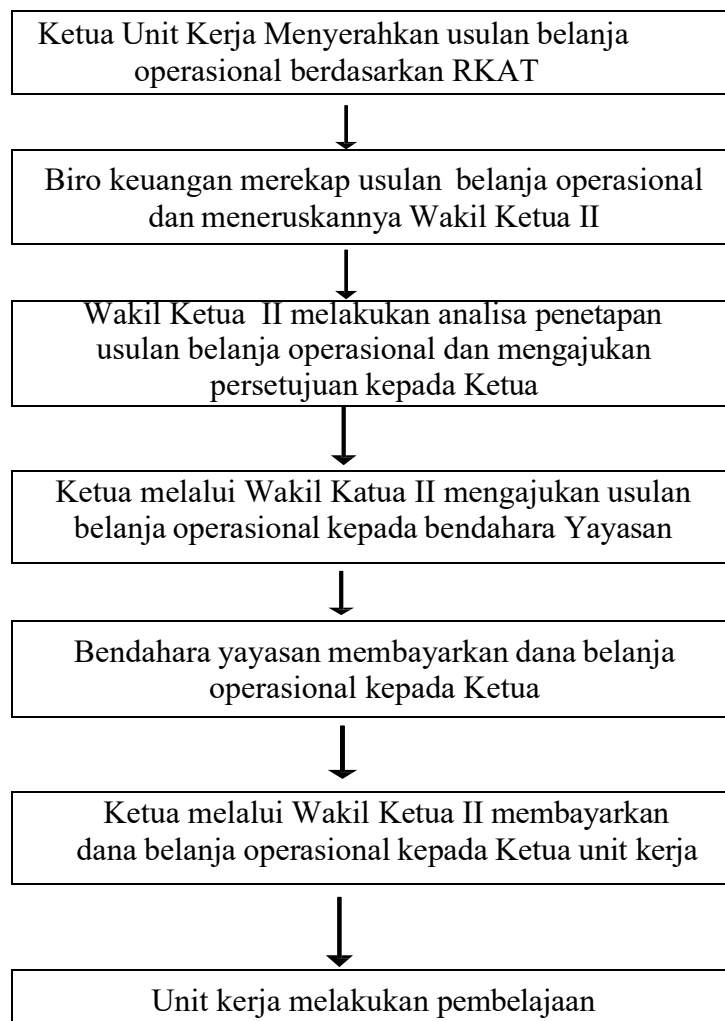 Ketua Unit Kerja Menyerahkan usulan belanja
operasional berdasarkan RKAT
Biro keuangan merekap usulan belanja operasional
dan meneruskannya Wakil Ketua II
Wakil Ketua II melakukan analisa penetapan
usulan belanja operasional dan mengajukan
persetujuan kepada Ketua
Ketua melalui Wakil Katua II mengajukan usulan
belanja operasional kepada bendahara Yayasan
Bendahara yayasan membayarkan dana belanja
operasional kepada Ketua
Ketua melalui Wakil Ketua II membayarkan
dana belanja operasional kepada Ketua unit kerja
Unit kerja melakukan pembelajaan